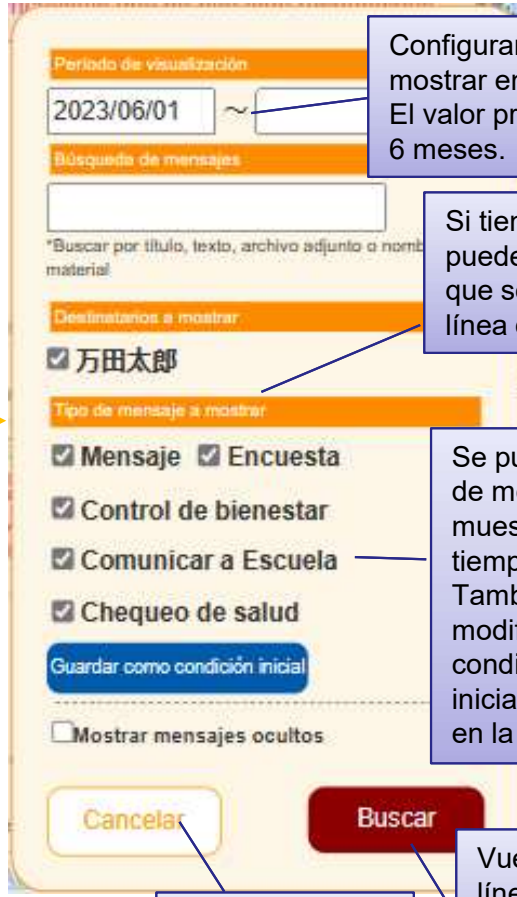 Periodo de visualización
2023/06/01 ～
Búsqueda de mensajes
*Buscar por título, texto, archivo adjunto o
material
Destinatarios a mostrar
万田太郎
Tipo de mensaje a mostrar
Mensaje Encuesta
Control de bienestar
Comunicar a Escuela
Chequeo de salud
Guardar como condición inicial
Mostrar mensajes ocultos
Cancelar Buscar
Configurar
mostrar en
El valor pr
6 meses.
Si tien
puede
que se
línea
Se pu
de me
mues
tiemp
Tamb
modif
condi
inicia
en la
Vue
líne